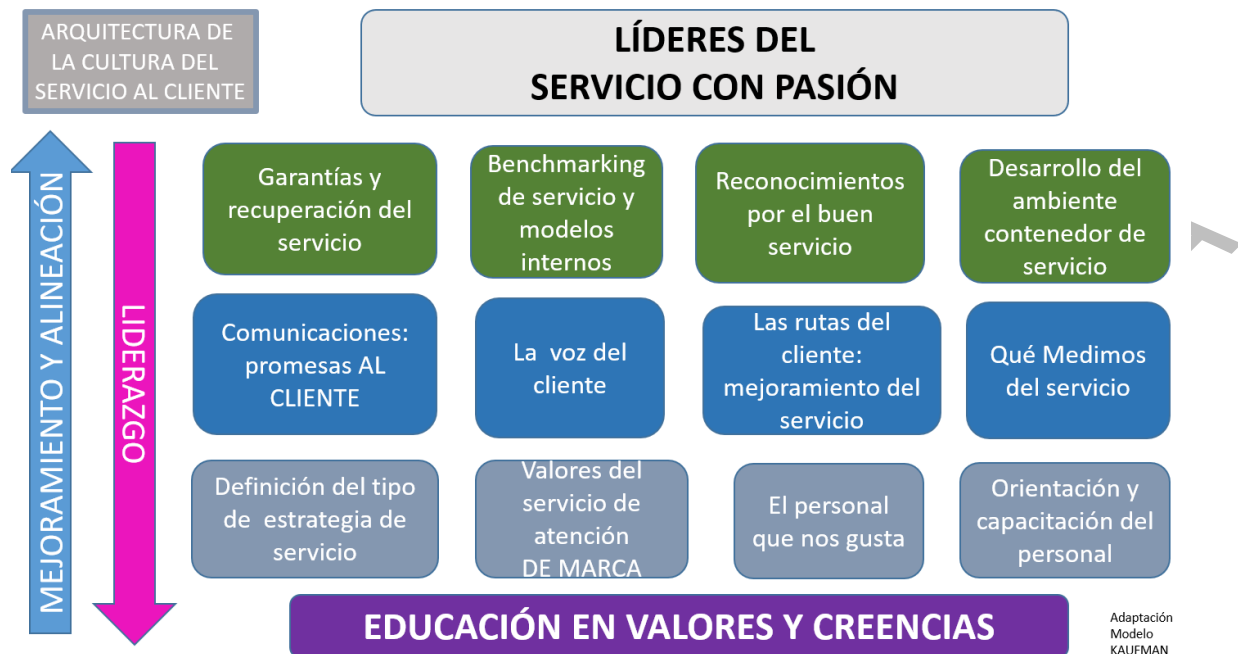 ARQUITECTURA DE
LA CULTURA DEL
SERVICIO AL CLIENTE
LÍDERES DEL
SERVICIO CON PASIÓN
MEJORAMIENTO Y ALINEACIÓN
LIDERAZGO
Garantías y
recuperación del
servicio
Benchmarking
de servicio y
modelos
internos
Reconocimientos
por el buen
servicio
Desarrollo del
ambiente
contenedor de
servicio
Comunicaciones:
promesas AL
CLIENTE
La voz del
cliente
Las rutas del
cliente:
mejoramiento del
servicio
Qué Medimos
del servicio
Definición del tipo
de estrategia de
servicio
Valores del
servicio de
atención
DE MARCA
El personal
que nos gusta
Orientación y
capacitación del
personal
EDUCACIÓN EN VALORES Y CREENCIAS
Adaptación
Modelo
KAUFMAN